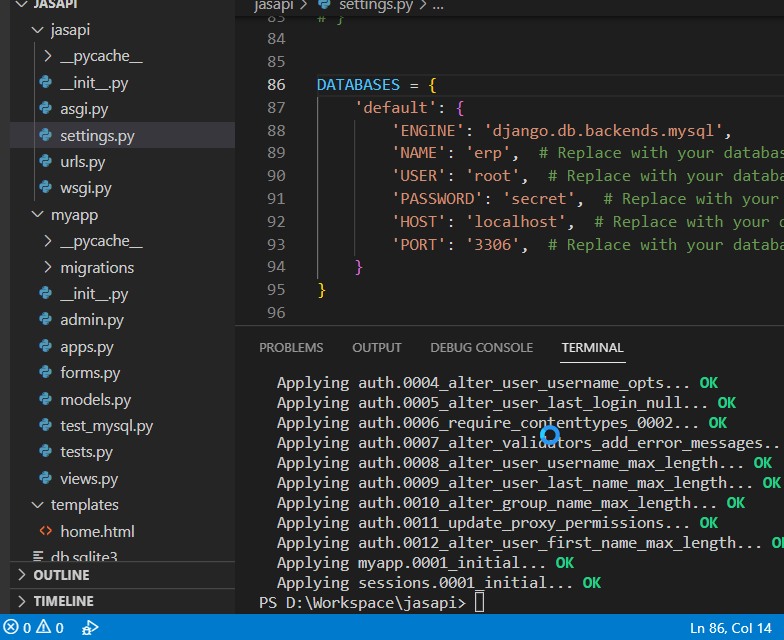 JASAPI
jasapi
__pycache__
__init__.py
asgi.py
settings.py
urls.py
wsgi.py
myapp
__pycache__
migrations
__init__.py
admin.py
apps.py
forms.py
models.py
test_mysql.py
tests.py
views.py
templates
home.html
db.sqlite3
OUTLINE
TIMELINE
jasapi > settings.py > ...
83 # }
84
85
86 DATABASES = {
87 'default': {
88 'ENGINE': 'django.db.backends.mysql',
89 'NAME': 'erp', # Replace with your databas
90 'USER': 'root', # Replace with your databa
91 'PASSWORD': 'secret', # Replace with your
92 'HOST': 'localhost', # Replace with your d
93 'PORT': '3306', # Replace with your databa
94 }
95 }
96
PROBLEMS OUTPUT DEBUG CONSOLE TERMINAL
Applying auth.0004_alter_user_username_opts... OK
Applying auth.0005_alter_user_last_login_null... OK
Applying auth.0006_require_contenttypes_0002... OK
Applying auth.0007_alter_validators_add_error_messages..
Applying auth.0008_alter_user_username_max_length... OK
Applying auth.0009_alter_user_last_name_max_length... OK
Applying auth.0010_alter_group_name_max_length... OK
Applying auth.0011_update_proxy_permissions... OK
Applying auth.0012_alter_user_first_name_max_length... OK
Applying myapp.0001_initial... OK
Applying sessions.0001_initial... OK
PS D:\Workspace\jasapi>
0 0 Ln 86, Col 14